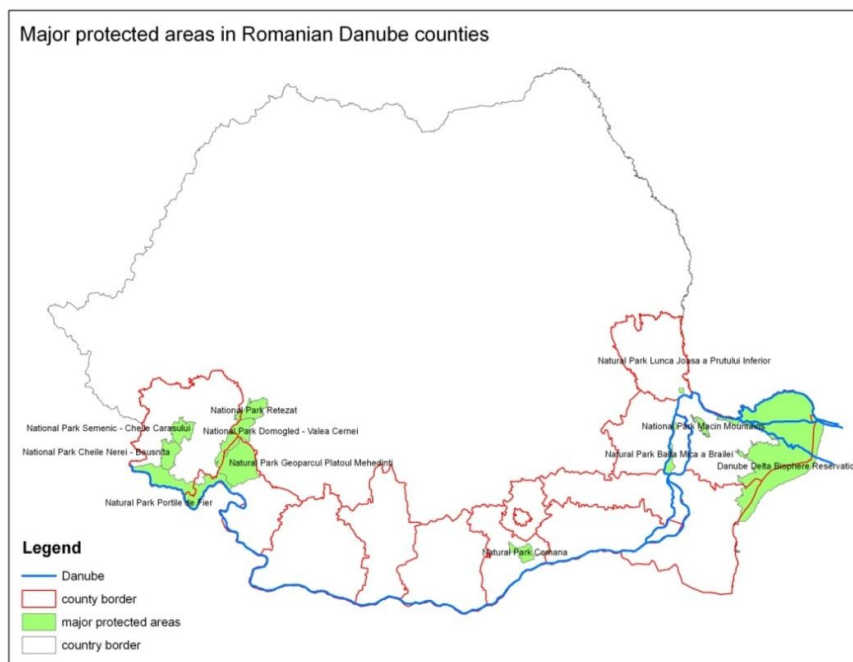 Major protected areas in Romanian Danube counties
Natural Park Lunca Joasa a Prutului Inferior
National Park Retezat
National Park Semenic - Cheile Carasului
National Park Domogled - Valea Cernei
National Park Macin Mountains
National Park Cheile Nerei - Beusnita
Natural Park Geoparcul Platoul Mehedinti
Natural Park Balta Mica a Brailei
Danube Delta Biophere Reservatio
Natural Park Portile de Fier
Natural Park Comana
Legend
Danube
county border
major protected areas
country border